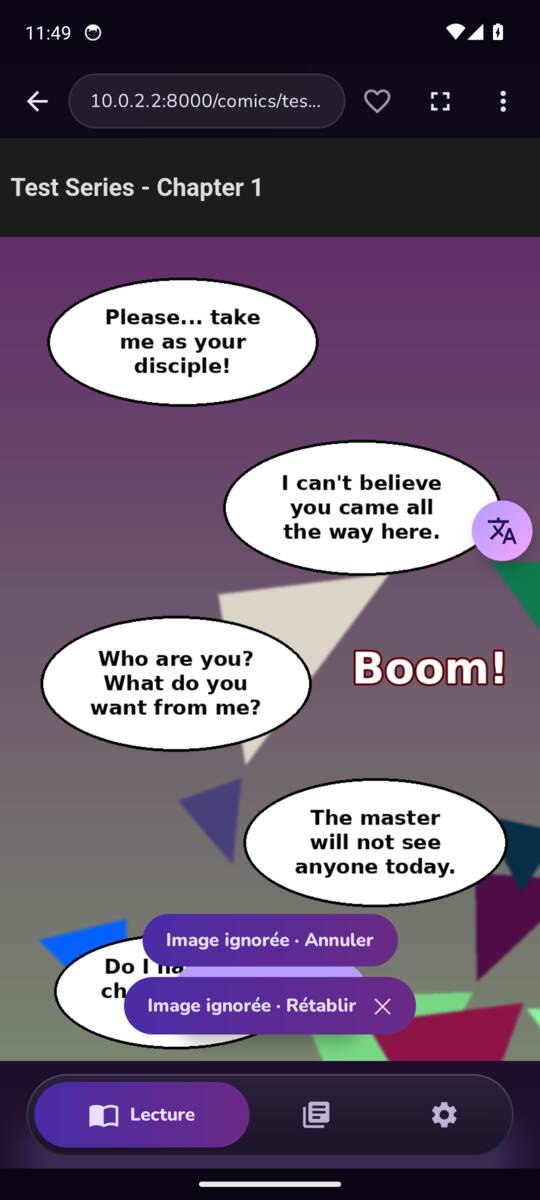 11:49
10.0.2.2:8000/comics/tes...
Test Series - Chapter 1
Please... take
me as your
disciple!
I can't believe
you came all
the way here.
Who are you?
What do you
want from me?
Boom!
The master
will not see
anyone today.
Image ignorée · Annuler
Do I
Image ignorée · Rétablir
Lecture